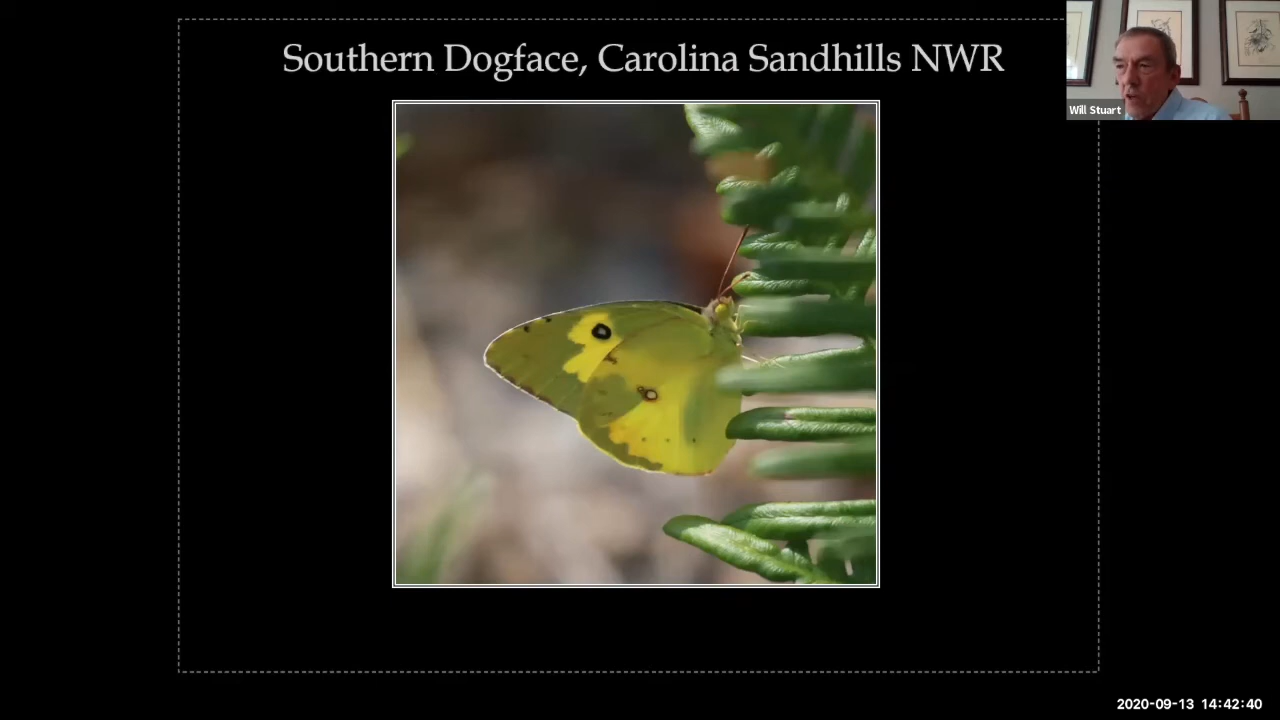 Southern Dogface, Carolina Sandhills NWR
Will Stuart
2020-09-13 14:42:40